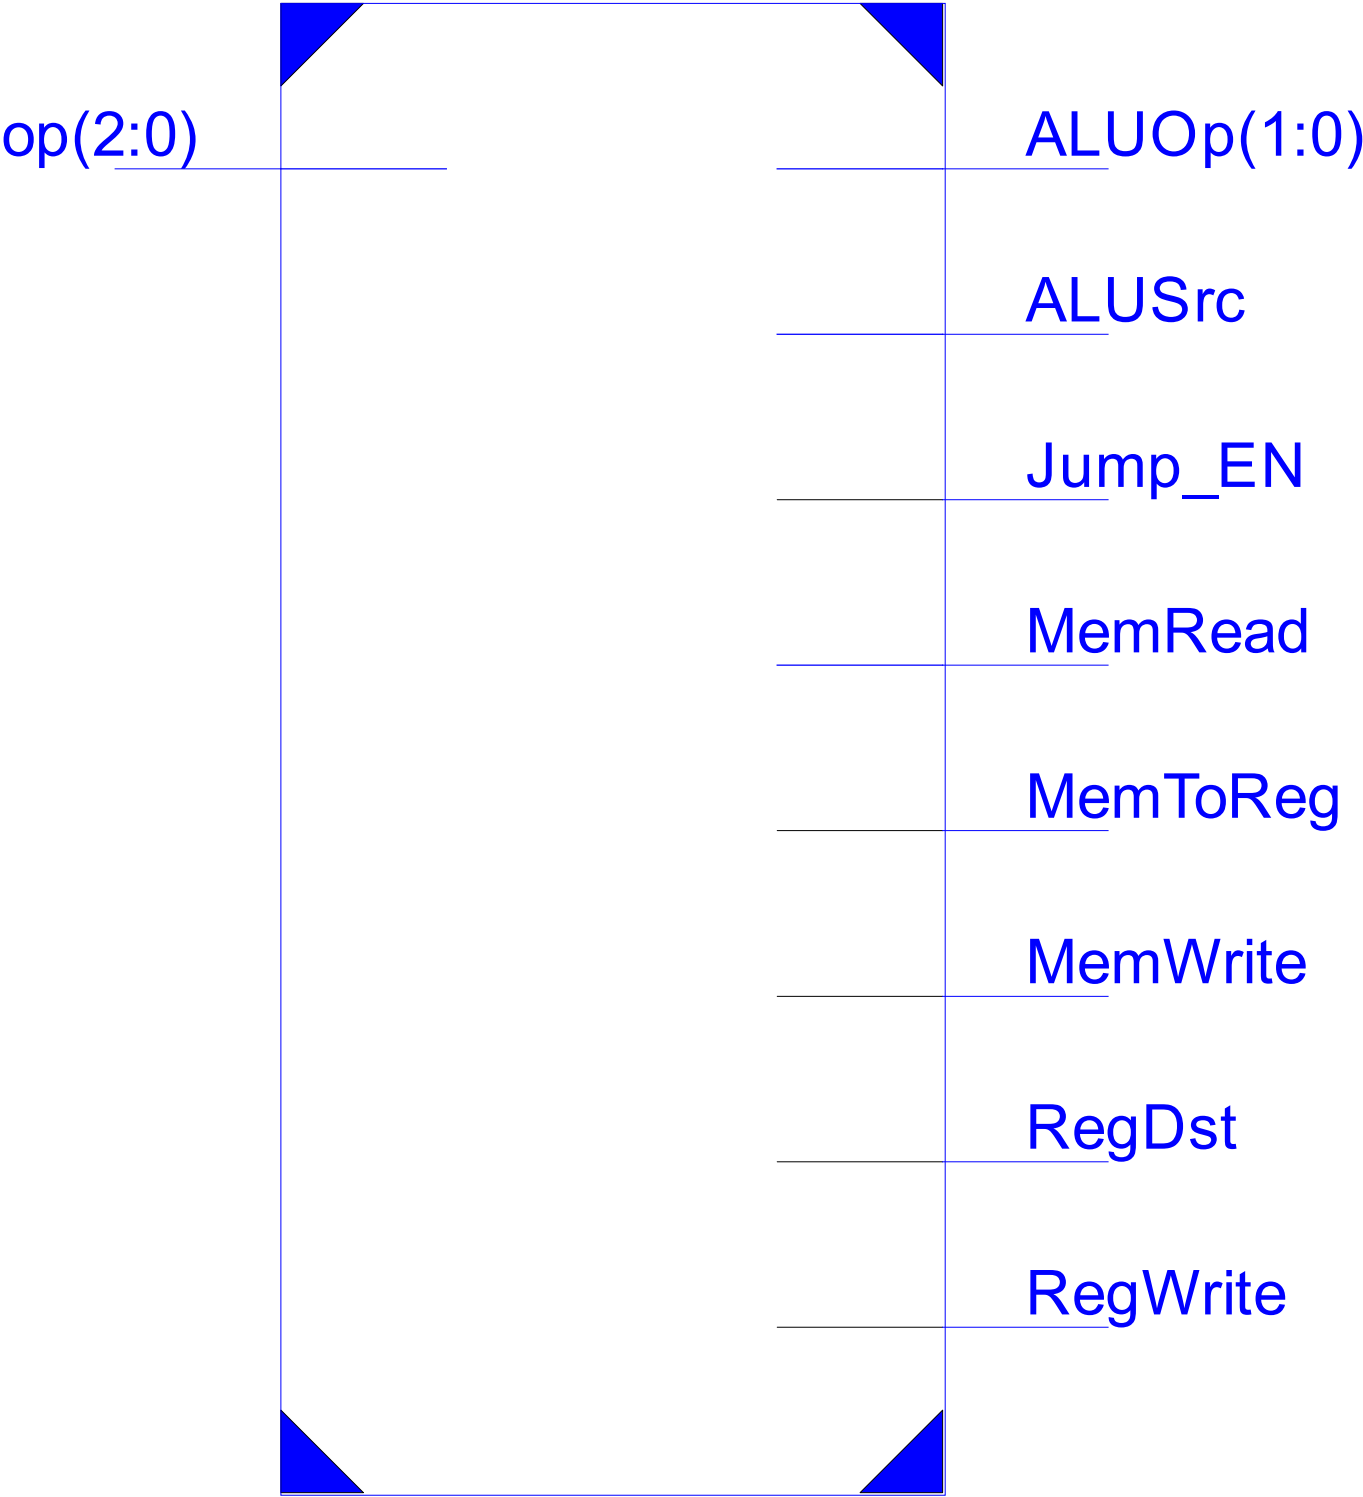 op(2:0)
ALUOp(1:0)
ALUSrc
Jump_EN
MemRead
MemToReg
MemWrite
RegDst
RegWrite